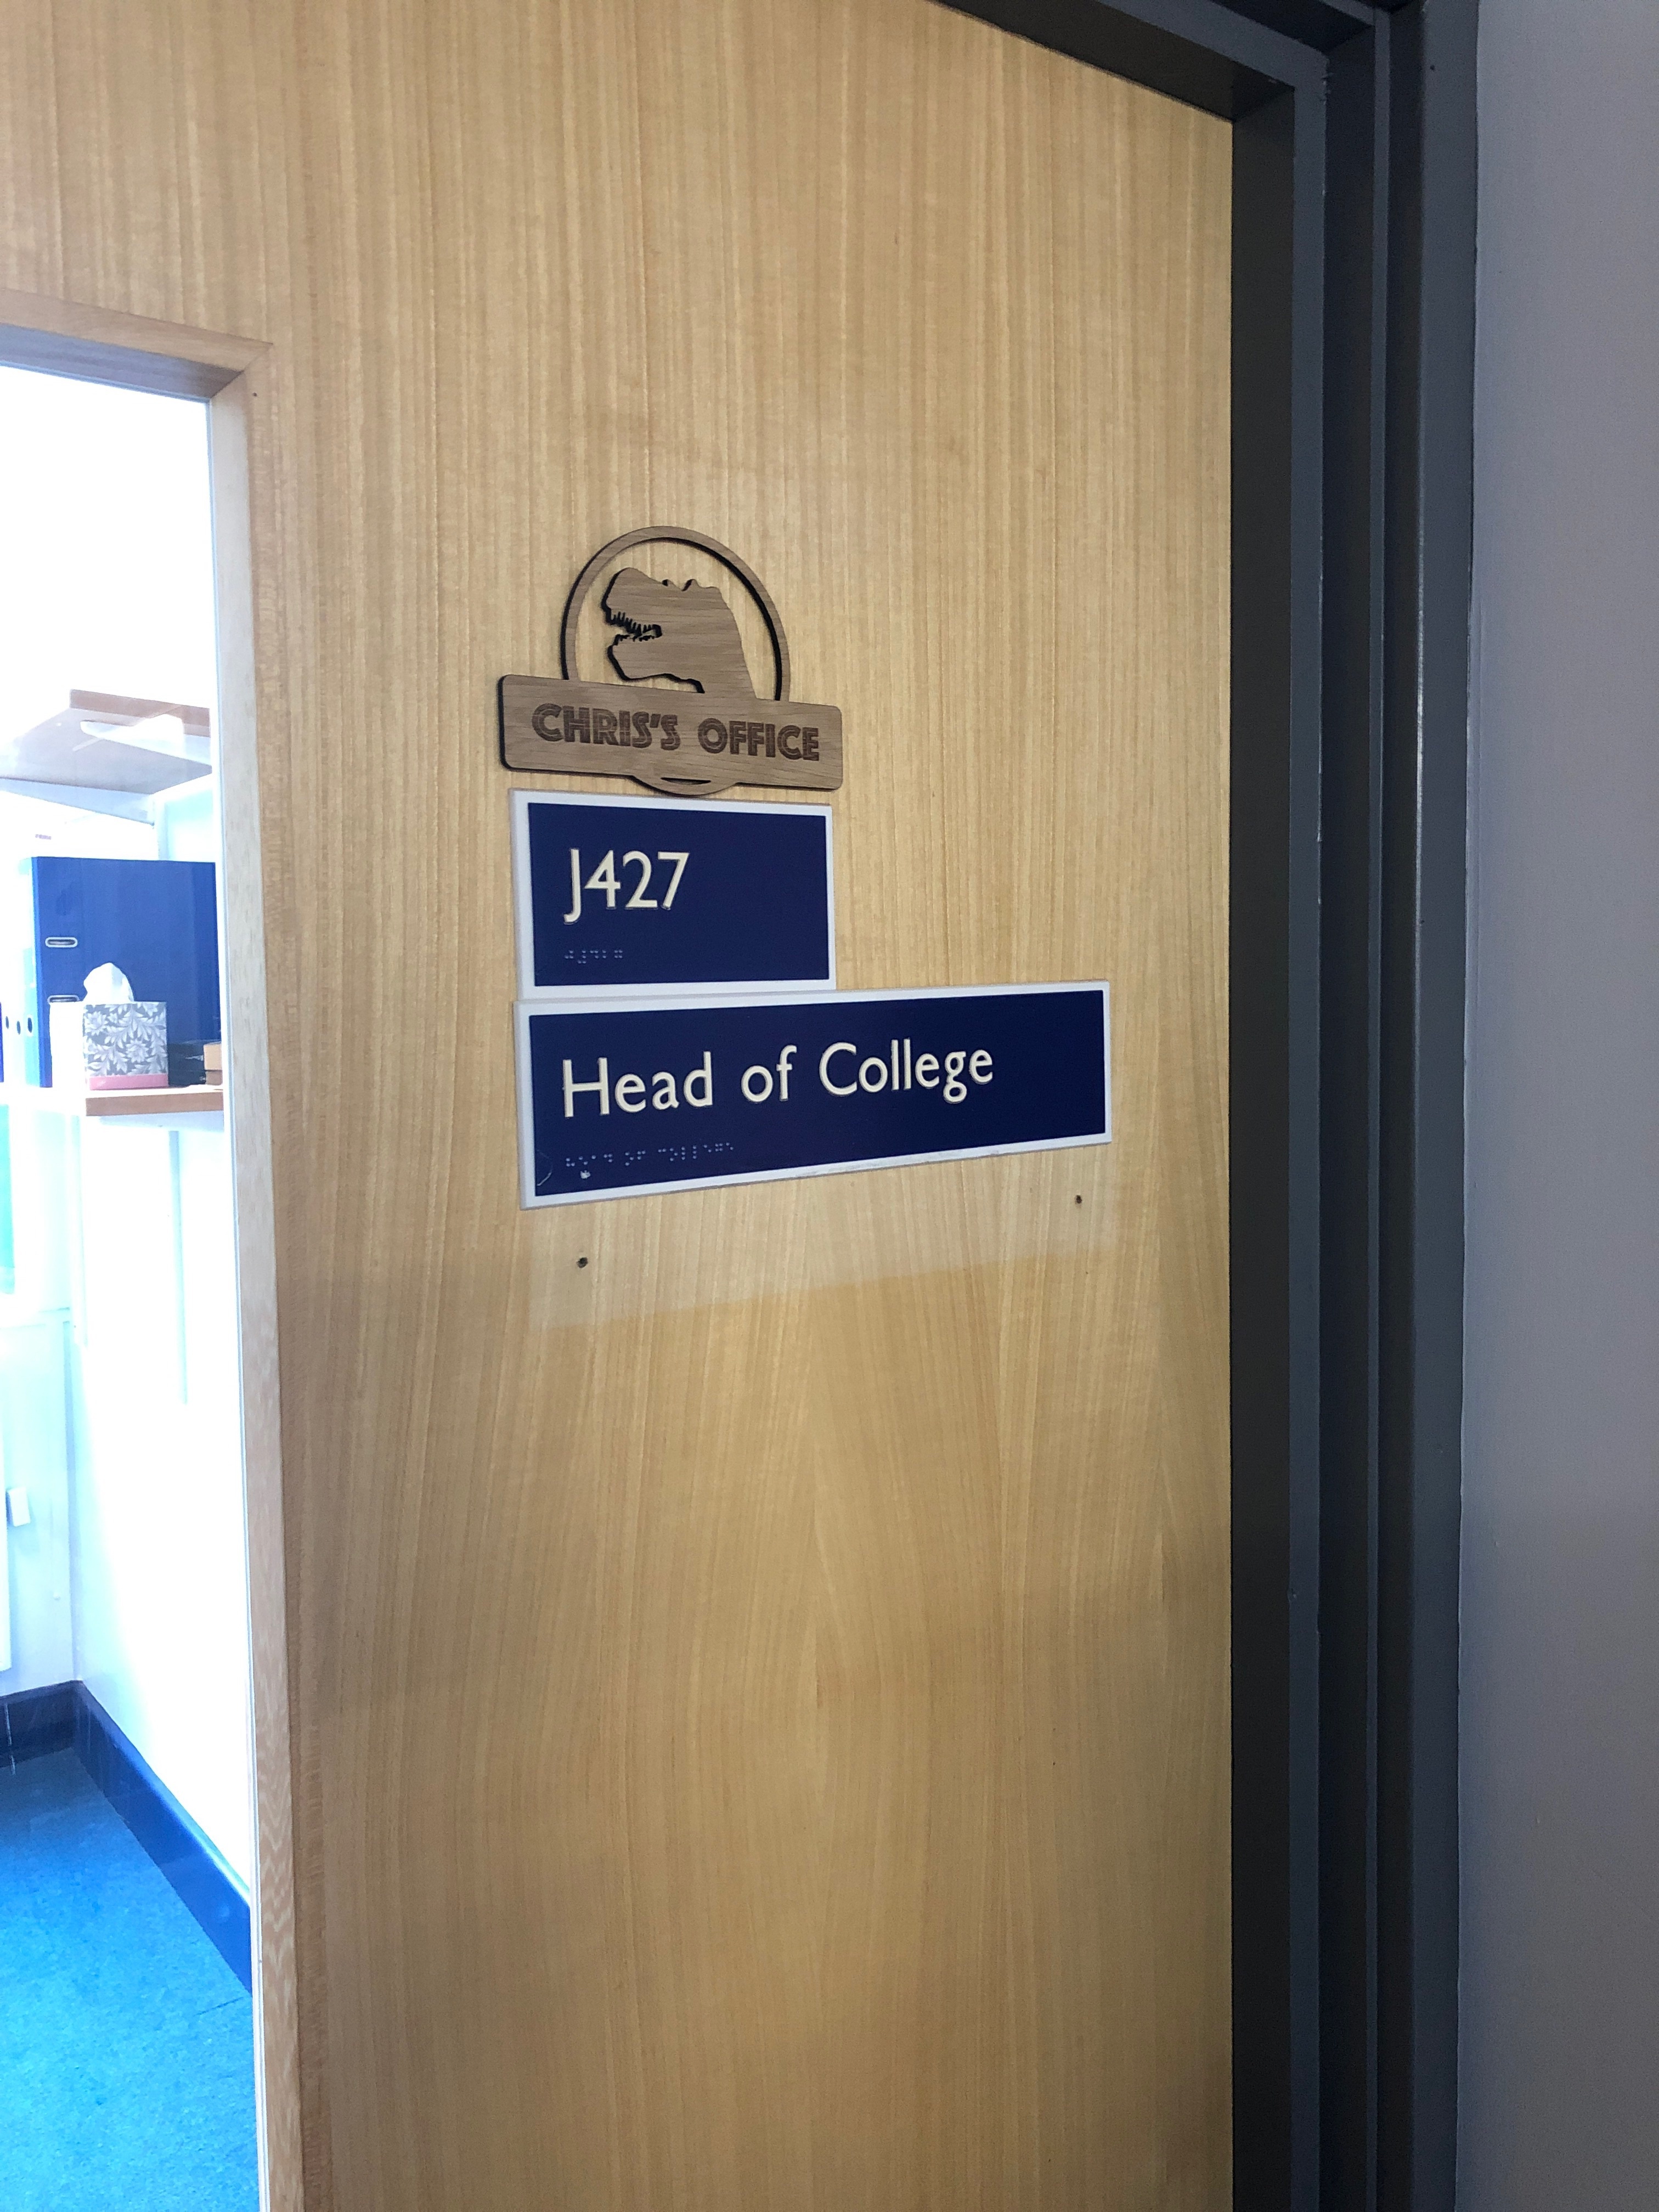 CHRIS'S OFFICE
J427
Head of College